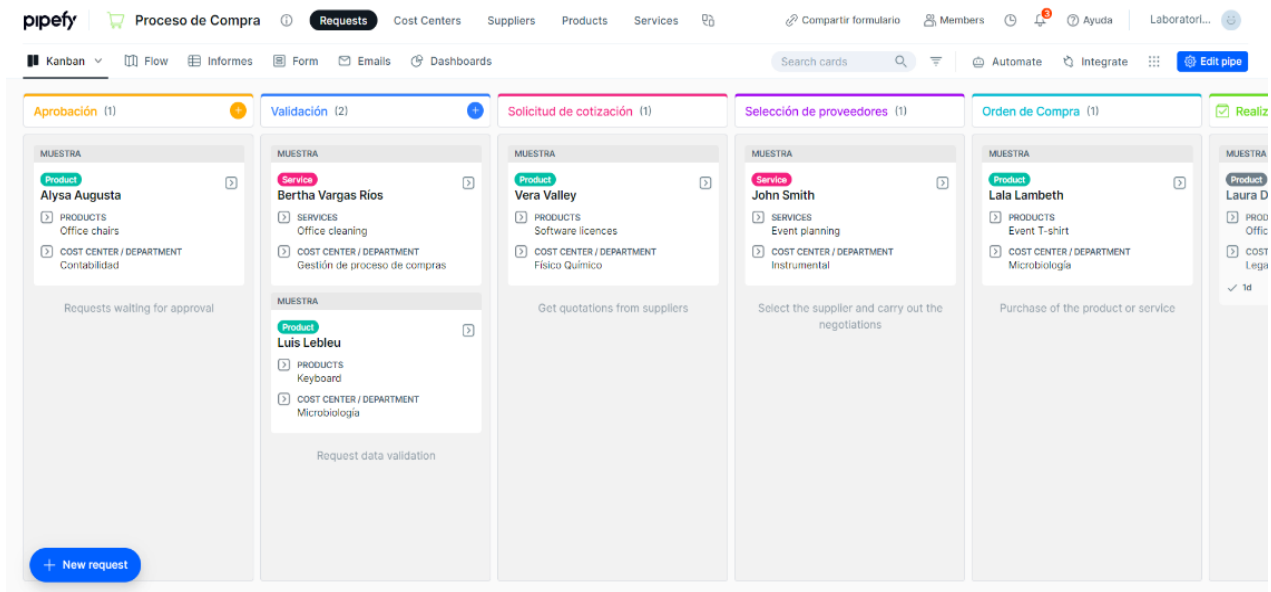 pipefy
Proceso de Compra
Requests
Cost Centers
Suppliers
Products
Services
Compartir formulario
Members
3
Ayuda
Laboratori...
Kanban
Flow
Informes
Form
Emails
Dashboards
Search cards
Automate
Integrate
Edit pipe
Aprobación (1)
MUESTRA
Product
Alysa Augusta
PRODUCTS
Office chairs
COST CENTER / DEPARTMENT
Contabilidad
Requests waiting for approval
Validación (2)
MUESTRA
Service
Bertha Vargas Ríos
SERVICES
Office cleaning
COST CENTER / DEPARTMENT
Gestión de proceso de compras
MUESTRA
Product
Luis Lebleu
PRODUCTS
Keyboard
COST CENTER / DEPARTMENT
Microbiología
Request data validation
Solicitud de cotización (1)
MUESTRA
Product
Vera Valley
PRODUCTS
Software licences
COST CENTER / DEPARTMENT
Físico Químico
Get quotations from suppliers
Selección de proveedores (1)
MUESTRA
Service
John Smith
SERVICES
Event planning
COST CENTER / DEPARTMENT
Instrumental
Select the supplier and carry out the
negotiations
Orden de Compra (1)
MUESTRA
Product
Lala Lambeth
PRODUCTS
Event T-shirt
COST CENTER / DEPARTMENT
Microbiología
Purchase of the product or service
Realiz
MUESTRA
Product
Laura D
PROD
Offic
COST
Lega
1d
+ New request